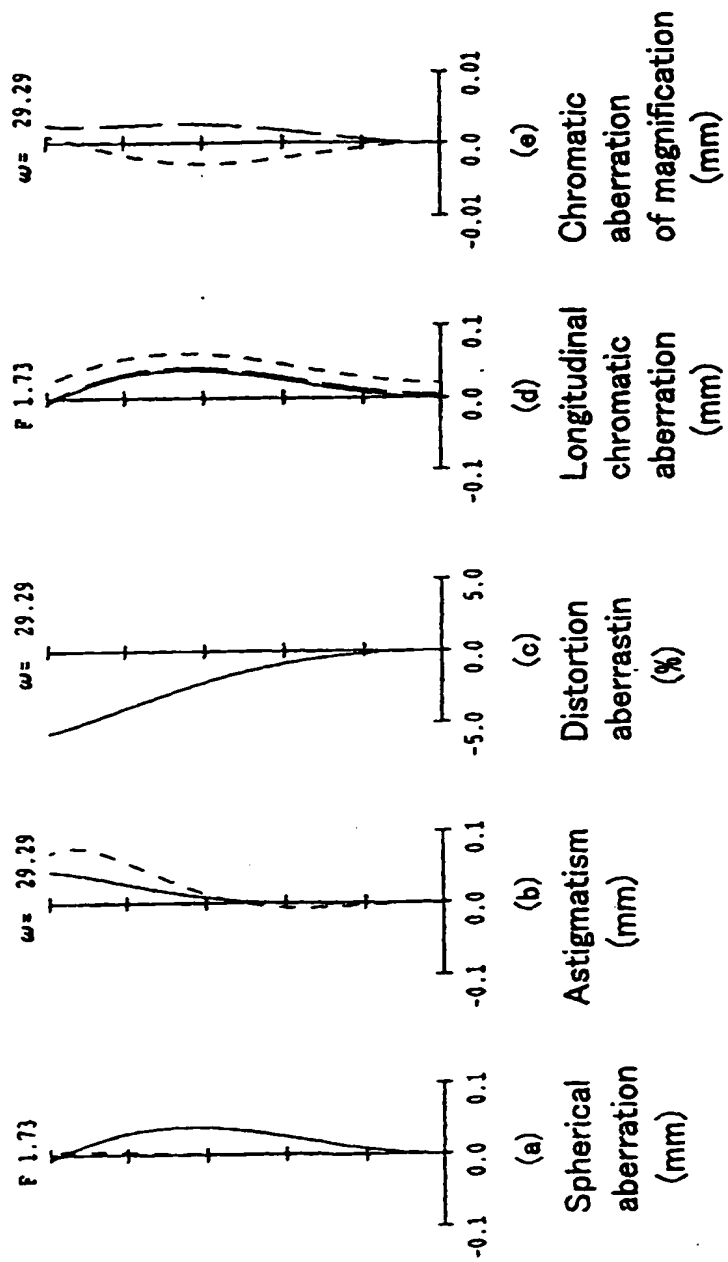 F 1.73
-0.1 0.0 0.1
(a)
Spherical
aberration
(mm)
ω= 29.29
-0.1 0.0 0.1
(b)
Astigmatism
(mm)
ω= 29.29
-5.0 0.0 5.0
(c)
Distortion
aberrastin
(%)
F 1.73
-0.1 0.0 0.1
(d)
Longitudinal
chromatic
aberration
(mm)
ω= 29.29
-0.01 0.0 0.01
(e)
Chromatic
aberration
of magnification
(mm)